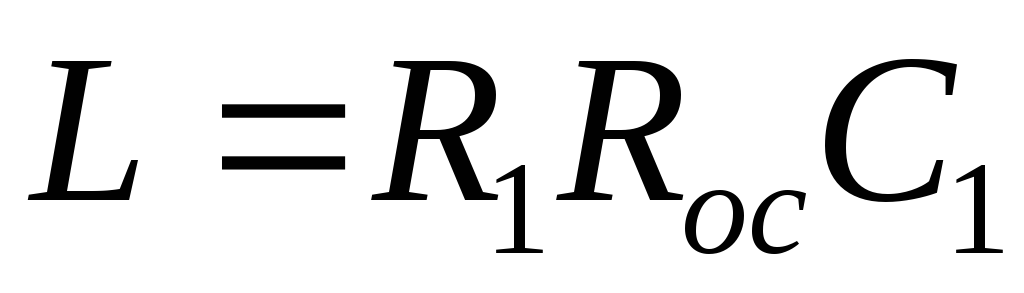 L = R₁RₒcC₁